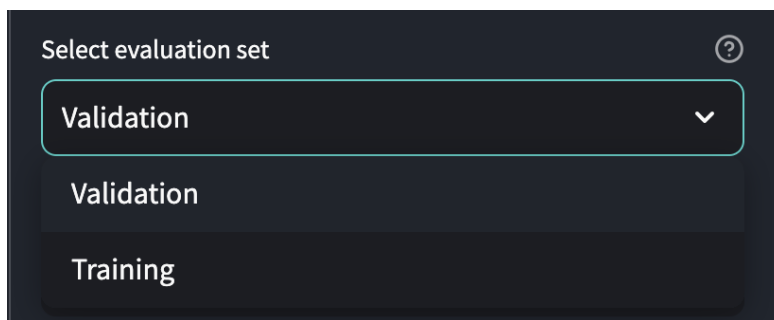 Select evaluation set
?
Validation
Validation
Training